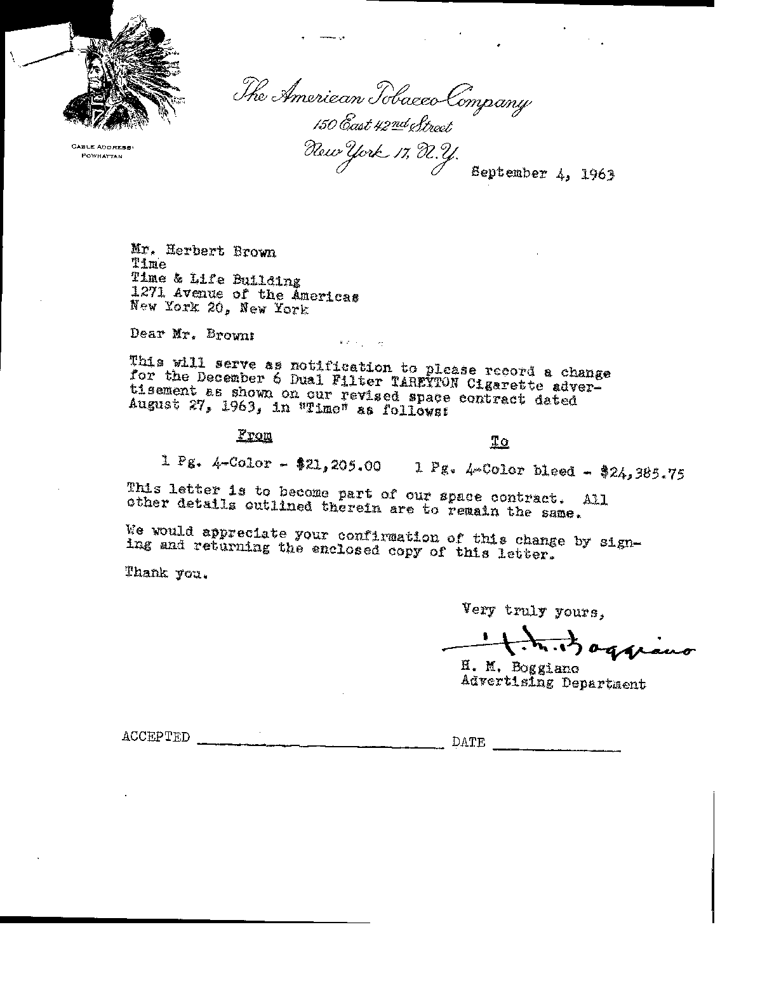 The American Tobacco Company
150 East 42nd Street
New York 17, N.Y.
CABLE ADDRESS:
POWHATTAN
September 4, 1963
Mr. Herbert Brown
Time
Time & Life Building
1271 Avenue of the Americas
New York 20, New York
Dear Mr. Brown:
This will serve as notification to please record a change
for the December 6 Dual Filter TAREYTON Cigarette adver-
tisement as shown on our revised space contract dated
August 27, 1963, in "Time" as follows:
From To
1 Pg. 4-Color - $21,205.00 1 Pg. 4-Color bleed - $24,385.75
This letter is to become part of our space contract. All
other details outlined therein are to remain the same.
We would appreciate your confirmation of this change by sign-
ing and returning the enclosed copy of this letter.
Thank you.
Very truly yours,
H. M. Boggiano
H. M. Boggiano
Advertising Department
ACCEPTED DATE